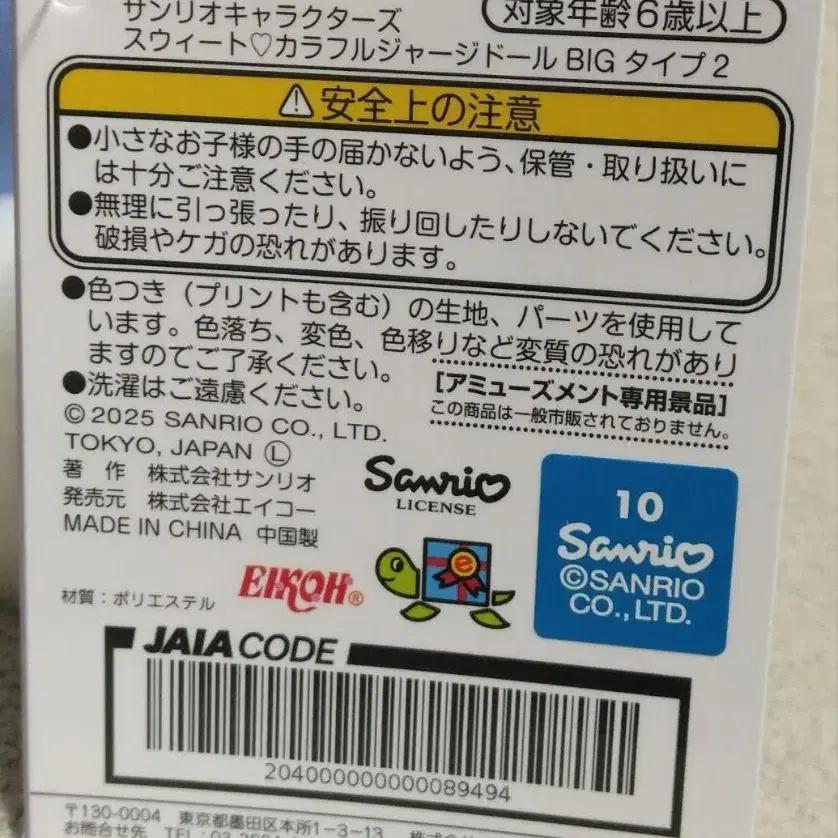 サンリオキャラクターズ
対象年齢6歳以上
スウィート♡カラフルジャージドール BIG タイプ2
⚠安全上の注意
●小さなお子様の手の届かないよう、保管・取り扱いに
は十分ご注意ください。
●無理に引っ張ったり、振り回したりしないでください。
破損やケガの恐れがあります。
●色つき（プリントも含む）の生地、パーツを使用して
います。色落ち、変色、色移りなど変質の恐れがあり
ますのでご了承ください。
●洗濯はご遠慮ください。
[アミューズメント専用景品]
この商品は一般市販されておりません。
© 2025 SANRIO CO., LTD.
TOKYO, JAPAN Ⓛ
著 作 株式会社サンリオ
発売元 株式会社エイコー
MADE IN CHINA 中国製
Sanrio
LICENSE
10
Sanrio
©SANRIO
CO., LTD.
材質：ポリエステル
EIKOH®
e
JAIA CODE
2040000000000089494
〒130-0004 東京都墨田区本所1-3-13 株式会社エイコー
お問合せ先